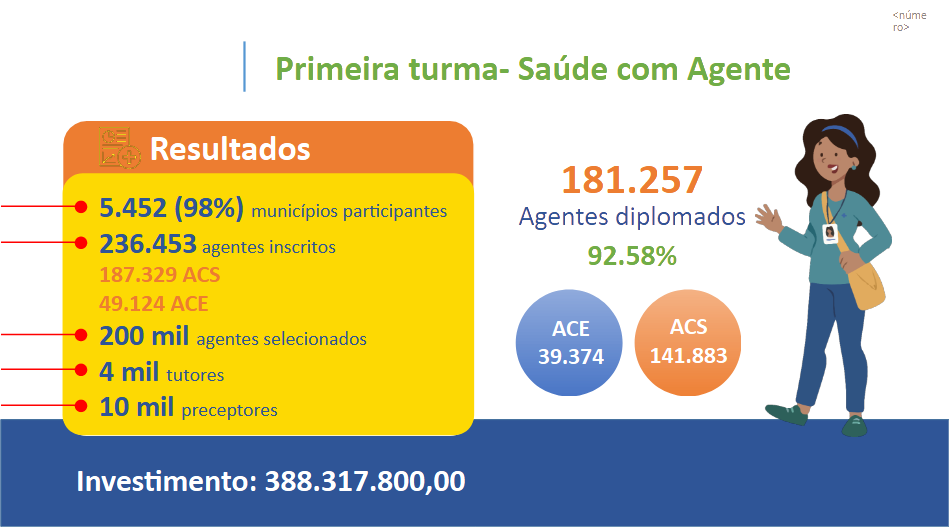 <núme
ro>
Primeira turma- Saúde com Agente
Resultados
5.452 (98%) municípios participantes
236.453 agentes inscritos
187.329 ACS
49.124 ACE
200 mil agentes selecionados
4 mil tutores
10 mil preceptores
181.257
Agentes diplomados
92.58%
ACE
39.374
ACS
141.883
Investimento: 388.317.800,00